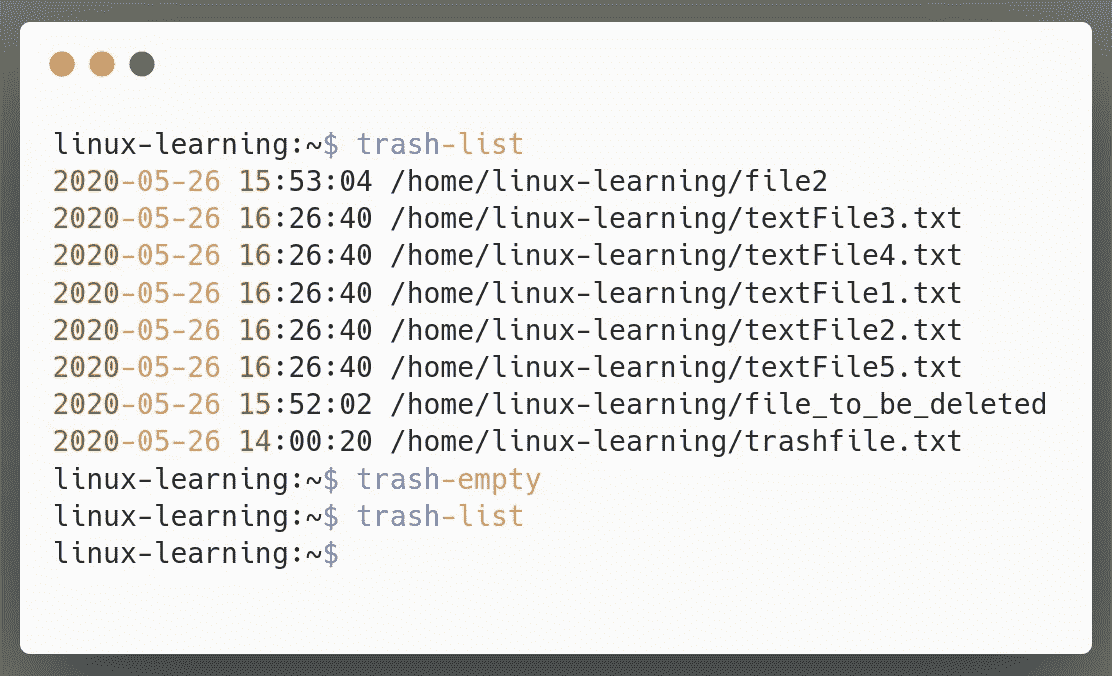 linux-learning:~$ trash-list
2020-05-26 15:53:04 /home/linux-learning/file2
2020-05-26 16:26:40 /home/linux-learning/textFile3.txt
2020-05-26 16:26:40 /home/linux-learning/textFile4.txt
2020-05-26 16:26:40 /home/linux-learning/textFile1.txt
2020-05-26 16:26:40 /home/linux-learning/textFile2.txt
2020-05-26 16:26:40 /home/linux-learning/textFile5.txt
2020-05-26 15:52:02 /home/linux-learning/file_to_be_deleted
2020-05-26 14:00:20 /home/linux-learning/trashfile.txt
linux-learning:~$ trash-empty
linux-learning:~$ trash-list
linux-learning:~$